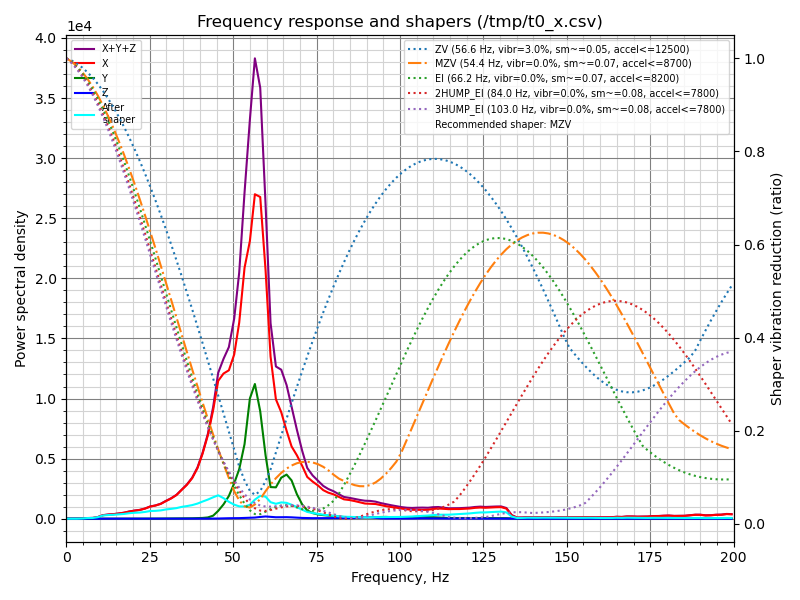 Frequency response and shapers (/tmp/t0_x.csv)
1e4
X+Y+Z
X
Y
Z
After
shaper
ZV (56.6 Hz, vibr=3.0%, sm~=0.05, accel<=12500)
MZV (54.4 Hz, vibr=0.0%, sm~=0.07, accel<=8700)
EI (66.2 Hz, vibr=0.0%, sm~=0.07, accel<=8200)
2HUMP_EI (84.0 Hz, vibr=0.0%, sm~=0.08, accel<=7800)
3HUMP_EI (103.0 Hz, vibr=0.0%, sm~=0.08, accel<=7800)
Recommended shaper: MZV
Power spectral density
4.0
3.5
3.0
2.5
2.0
1.5
1.0
0.5
0.0
1.0
0.8
0.6
0.4
0.2
0.0
Shaper vibration reduction (ratio)
0 25 50 75 100 125 150 175 200
Frequency, Hz